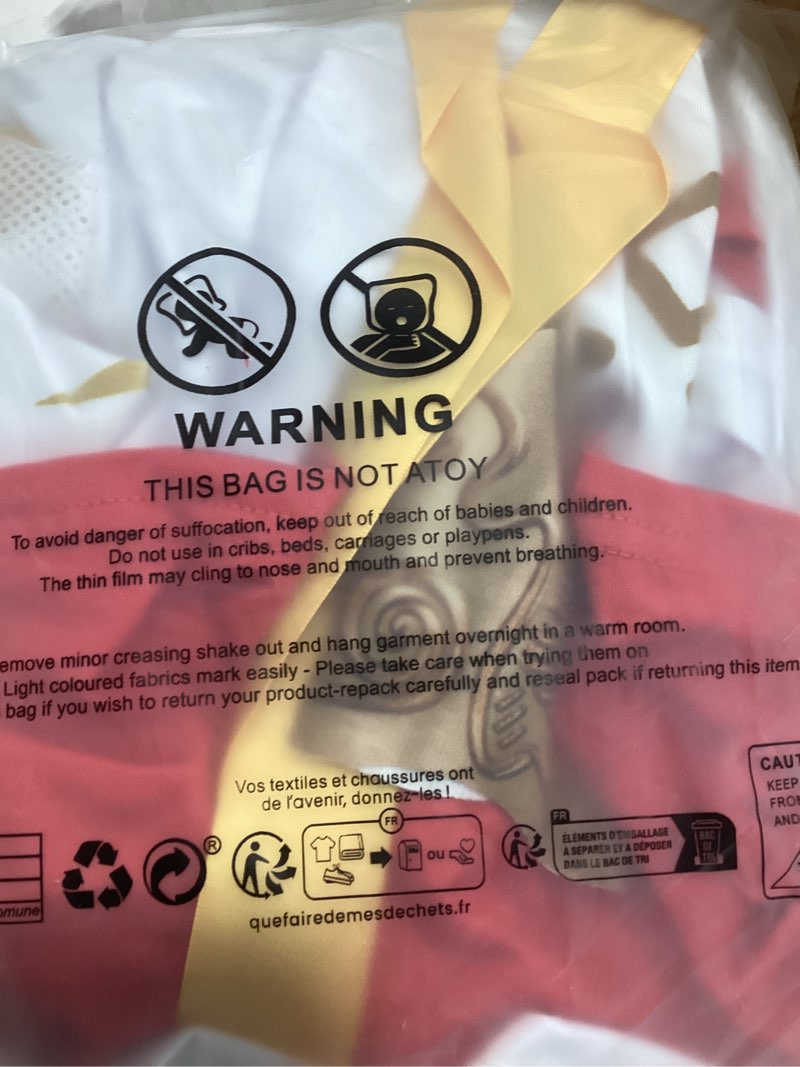 WARNING
THIS BAG IS NOT A TOY
To avoid danger of suffocation, keep out of reach of babies and children.
Do not use in cribs, beds, carriages or playpens.
The thin film may cling to nose and mouth and prevent breathing.
emove minor creasing shake out and hang garment overnight in a warm room.
Light coloured fabrics mark easily - Please take care when trying them on
bag if you wish to return your product-repack carefully and reseal pack if returning this item
Vos textiles et chaussures ont
de l'avenir, donnez-les !
FR
ou
quefairedemesdechets.fr
®
FR
ÉLÉMENTS D'EMBALLAGE
A SÉPARER ET A DÉPOSER
DANS LE BAC DE TRI
BAC
DE
TRI
CAUT
KEEP
FROM
AND
omune